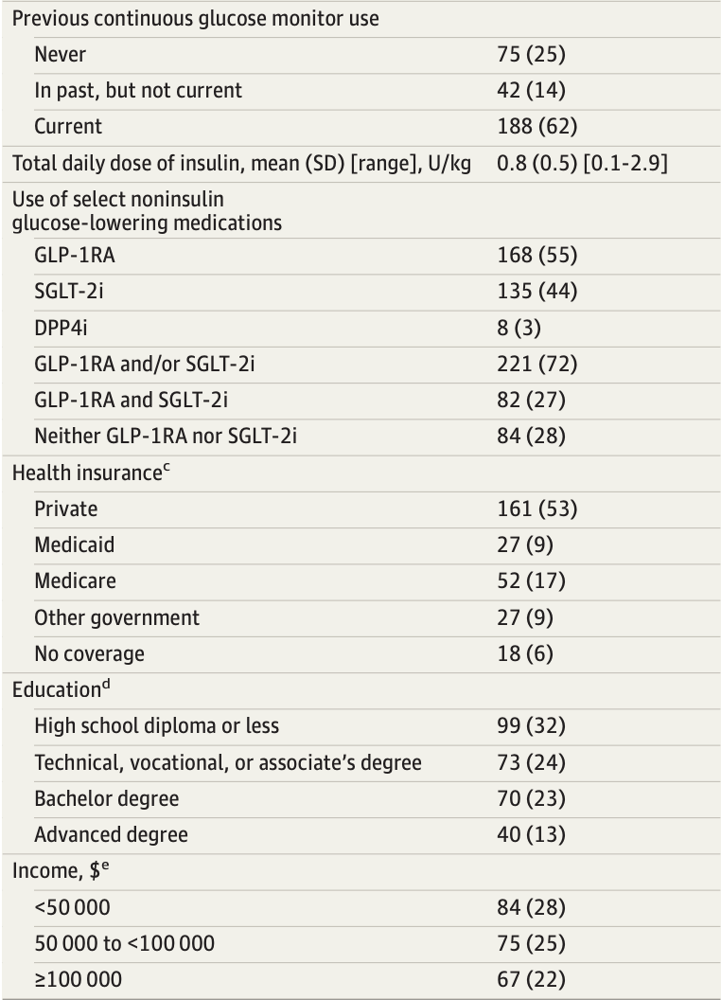 Previous continuous glucose monitor use
Never 75 (25)
In past, but not current 42 (14)
Current 188 (62)
Total daily dose of insulin, mean (SD) [range], U/kg 0.8 (0.5) [0.1-2.9]
Use of select noninsulin
glucose-lowering medications
GLP-1RA 168 (55)
SGLT-2i 135 (44)
DPP4i 8 (3)
GLP-1RA and/or SGLT-2i 221 (72)
GLP-1RA and SGLT-2i 82 (27)
Neither GLP-1RA nor SGLT-2i 84 (28)
Health insuranceᶜ
Private 161 (53)
Medicaid 27 (9)
Medicare 52 (17)
Other government 27 (9)
No coverage 18 (6)
Educationᵈ
High school diploma or less 99 (32)
Technical, vocational, or associate’s degree 73 (24)
Bachelor degree 70 (23)
Advanced degree 40 (13)
Income, $ᵉ
<50 000 84 (28)
50 000 to <100 000 75 (25)
≥100 000 67 (22)